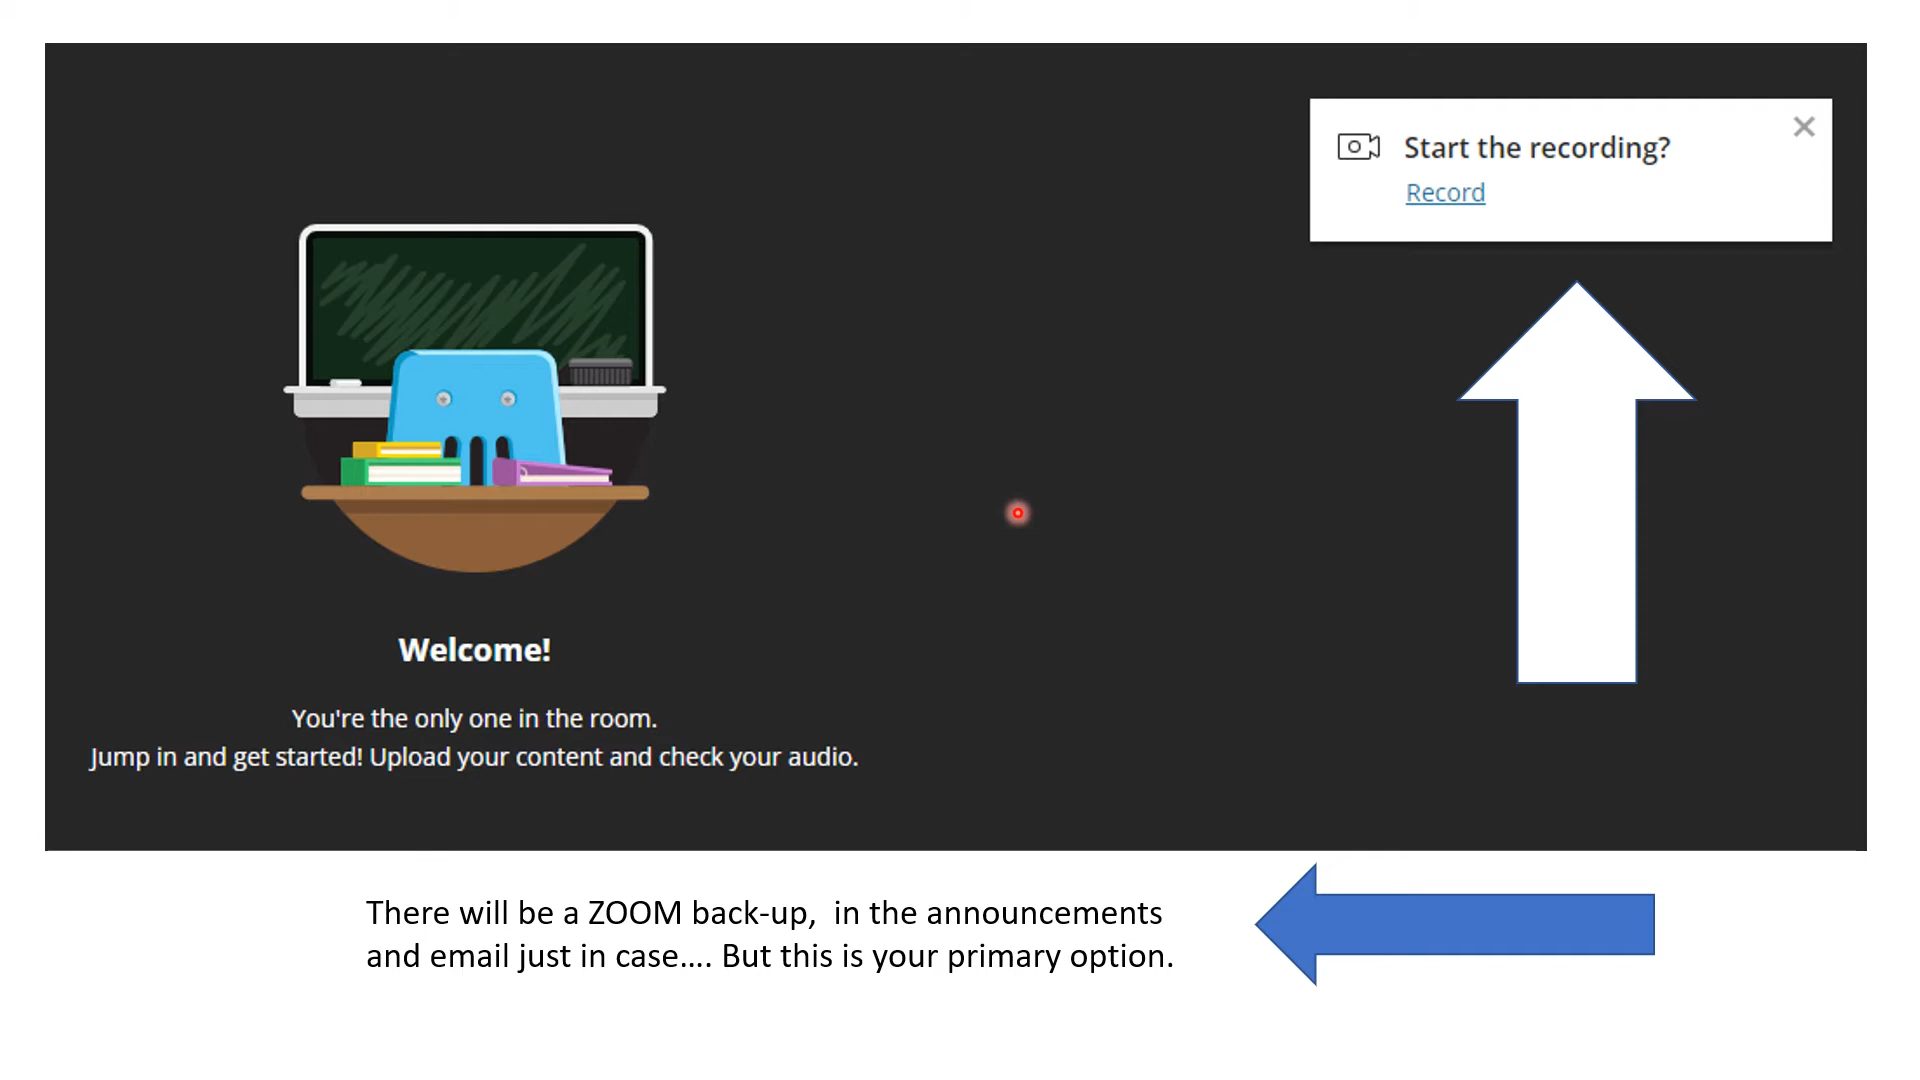 Start the recording?
Record
Welcome!
You're the only one in the room.
Jump in and get started! Upload your content and check your audio.
There will be a ZOOM back-up,  in the announcements
and email just in case.... But this is your primary option.